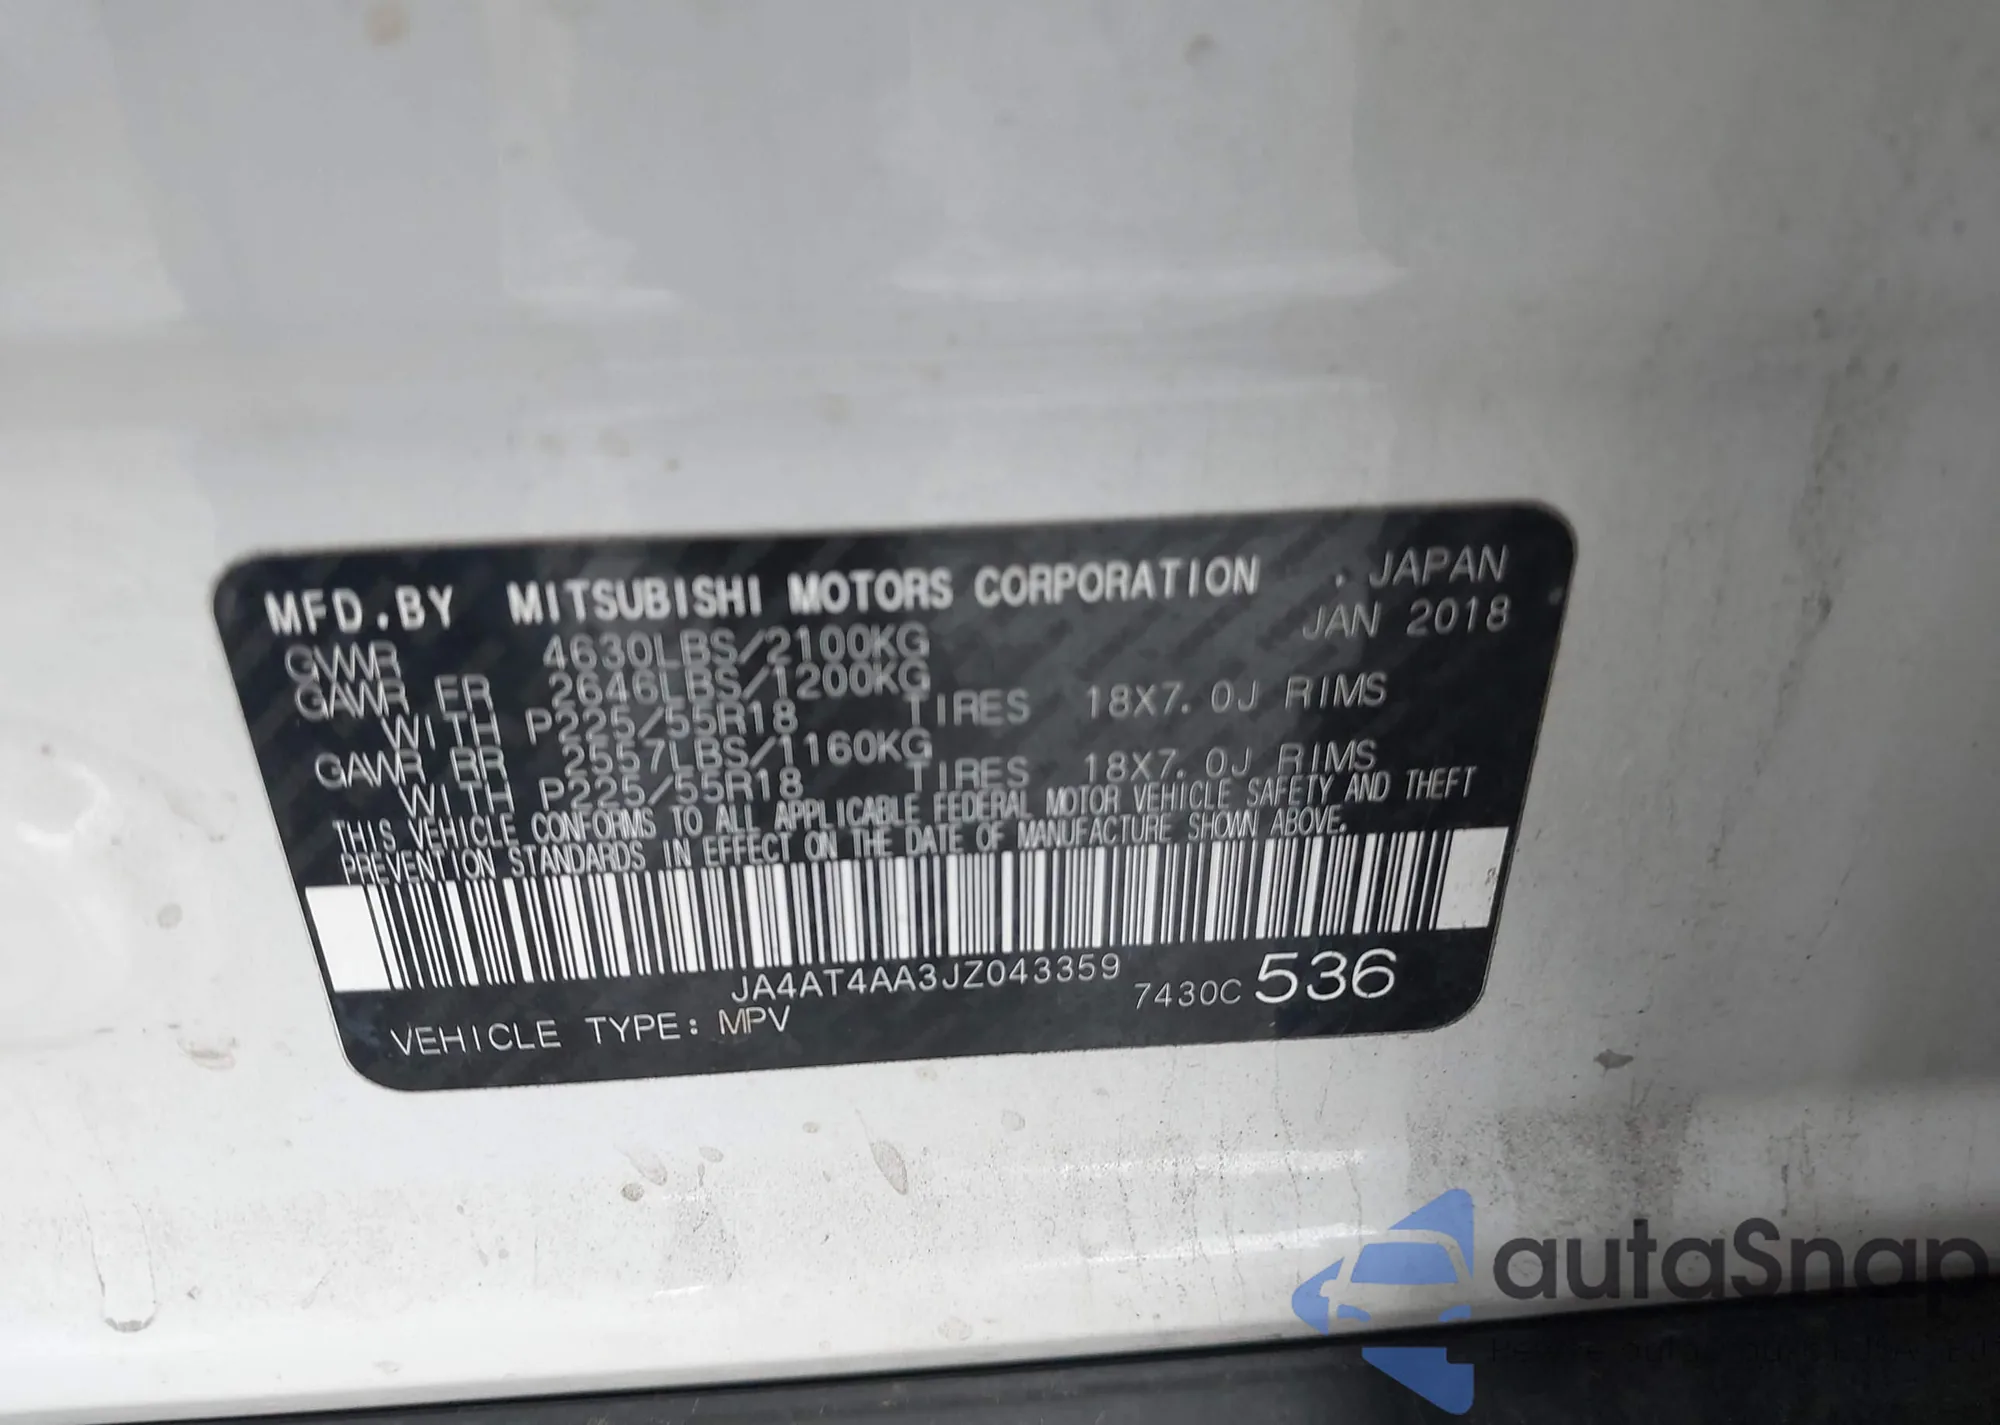 MFD.BY MITSUBISHI MOTORS CORPORATION . JAPAN
JAN 2018
GVWR 4630LBS/2100KG
GAWR FR 2646LBS/1200KG
WITH P225/55R18 TIRES 18X7.0J RIMS
GAWR RR 2557LBS/1160KG
WITH P225/55R18 TIRES 18X7.0J RIMS
THIS VEHICLE CONFORMS TO ALL APPLICABLE FEDERAL MOTOR VEHICLE SAFETY AND THEFT
PREVENTION STANDARDS IN EFFECT ON THE DATE OF MANUFACTURE SHOWN ABOVE.
JA4AT4AA3JZ043359
7430C 536
VEHICLE TYPE: MPV
autaSnap